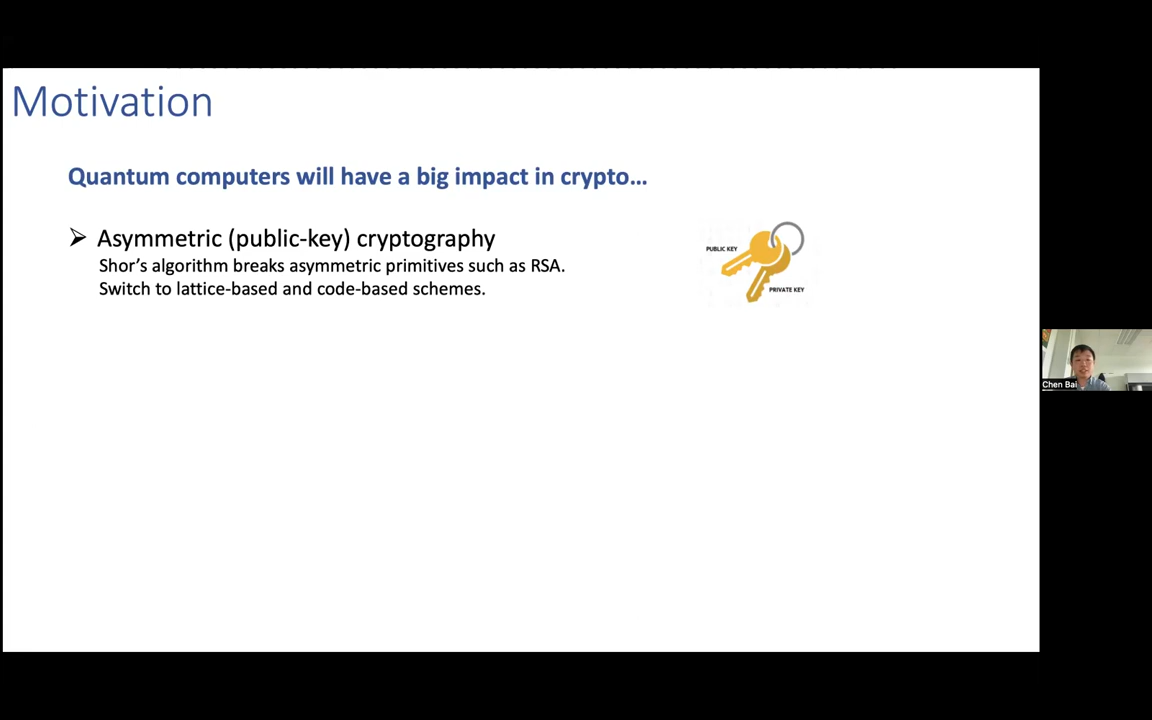 Motivation
Quantum computers will have a big impact in crypto…
Asymmetric (public-key) cryptography
Shor’s algorithm breaks asymmetric primitives such as RSA.
Switch to lattice-based and code-based schemes.
PUBLIC KEY
PRIVATE KEY
Chen Bai